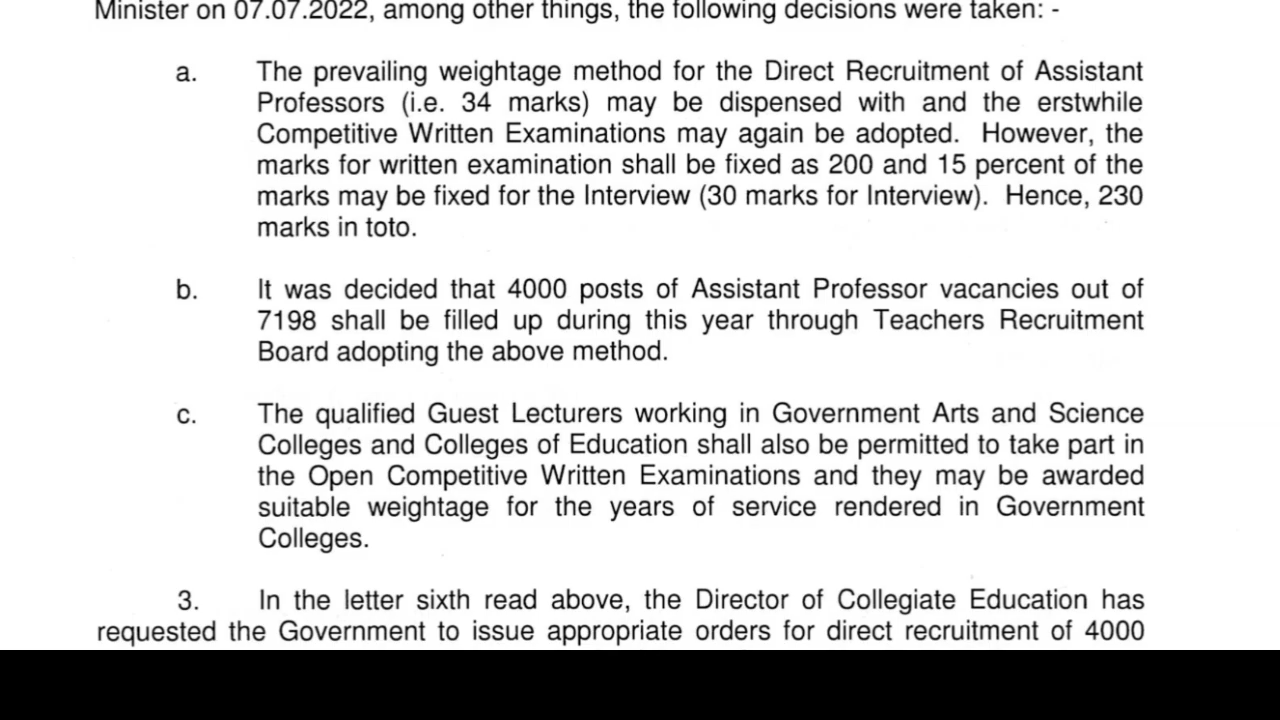 Minister on 07.07.2022, among other things, the following decisions were taken: -
a. The prevailing weightage method for the Direct Recruitment of Assistant
Professors (i.e. 34 marks) may be dispensed with and the erstwhile
Competitive Written Examinations may again be adopted. However, the
marks for written examination shall be fixed as 200 and 15 percent of the
marks may be fixed for the Interview (30 marks for Interview). Hence, 230
marks in toto.
b. It was decided that 4000 posts of Assistant Professor vacancies out of
7198 shall be filled up during this year through Teachers Recruitment
Board adopting the above method.
c. The qualified Guest Lecturers working in Government Arts and Science
Colleges and Colleges of Education shall also be permitted to take part in
the Open Competitive Written Examinations and they may be awarded
suitable weightage for the years of service rendered in Government
Colleges.
3. In the letter sixth read above, the Director of Collegiate Education has
requested the Government to issue appropriate orders for direct recruitment of 4000